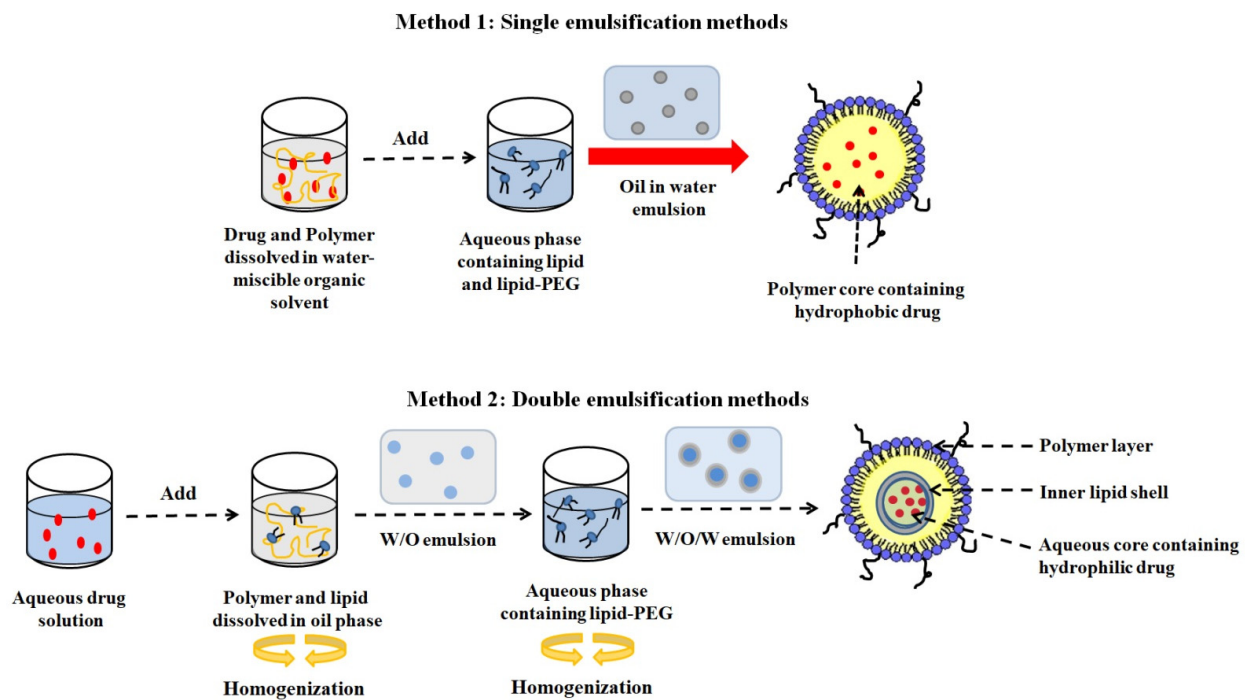 Method 1: Single emulsification methods
Add
Oil in water
emulsion
Drug and Polymer
dissolved in water-
miscible organic
solvent
Aqueous phase
containing lipid
and lipid-PEG
Polymer core containing
hydrophobic drug
Method 2: Double emulsification methods
Add
W/O emulsion
W/O/W emulsion
Polymer layer
Inner lipid shell
Aqueous core containing
hydrophilic drug
Aqueous drug
solution
Polymer and lipid
dissolved in oil phase
Aqueous phase
containing lipid-PEG
Homogenization
Homogenization